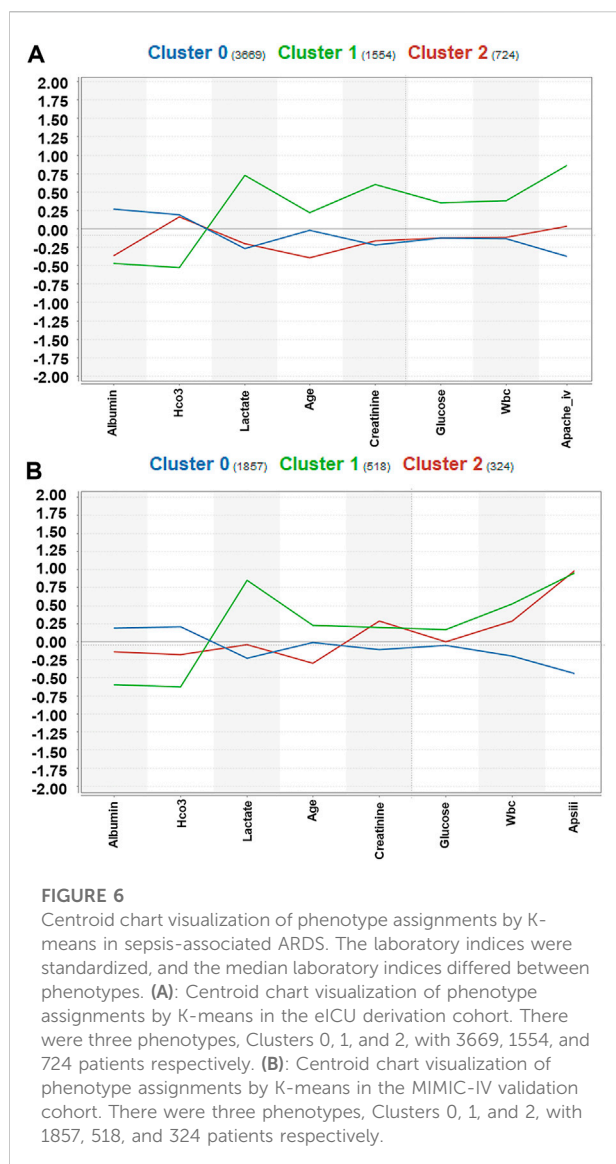 A
Cluster 0 (3669) Cluster 1 (1554) Cluster 2 (724)
2.00
1.75
1.50
1.25
1.00
0.75
0.50
0.25
0.00
-0.25
-0.50
-0.75
-1.00
-1.25
-1.50
-1.75
-2.00
Albumin
Hco3
Lactate
Age
Creatinine
Glucose
Wbc
Apache_iv
B
Cluster 0 (1857) Cluster 1 (518) Cluster 2 (324)
2.00
1.75
1.50
1.25
1.00
0.75
0.50
0.25
0.00
-0.25
-0.50
-0.75
-1.00
-1.25
-1.50
-1.75
-2.00
Albumin
Hco3
Lactate
Age
Creatinine
Glucose
Wbc
Apsiii
FIGURE 6
Centroid chart visualization of phenotype assignments by K-
means in sepsis-associated ARDS. The laboratory indices were
standardized, and the median laboratory indices differed between
phenotypes. (A): Centroid chart visualization of phenotype
assignments by K-means in the eICU derivation cohort. There
were three phenotypes, Clusters 0, 1, and 2, with 3669, 1554, and
724 patients respectively. (B): Centroid chart visualization of
phenotype assignments by K-means in the MIMIC-IV validation
cohort. There were three phenotypes, Clusters 0, 1, and 2, with
1857, 518, and 324 patients respectively.